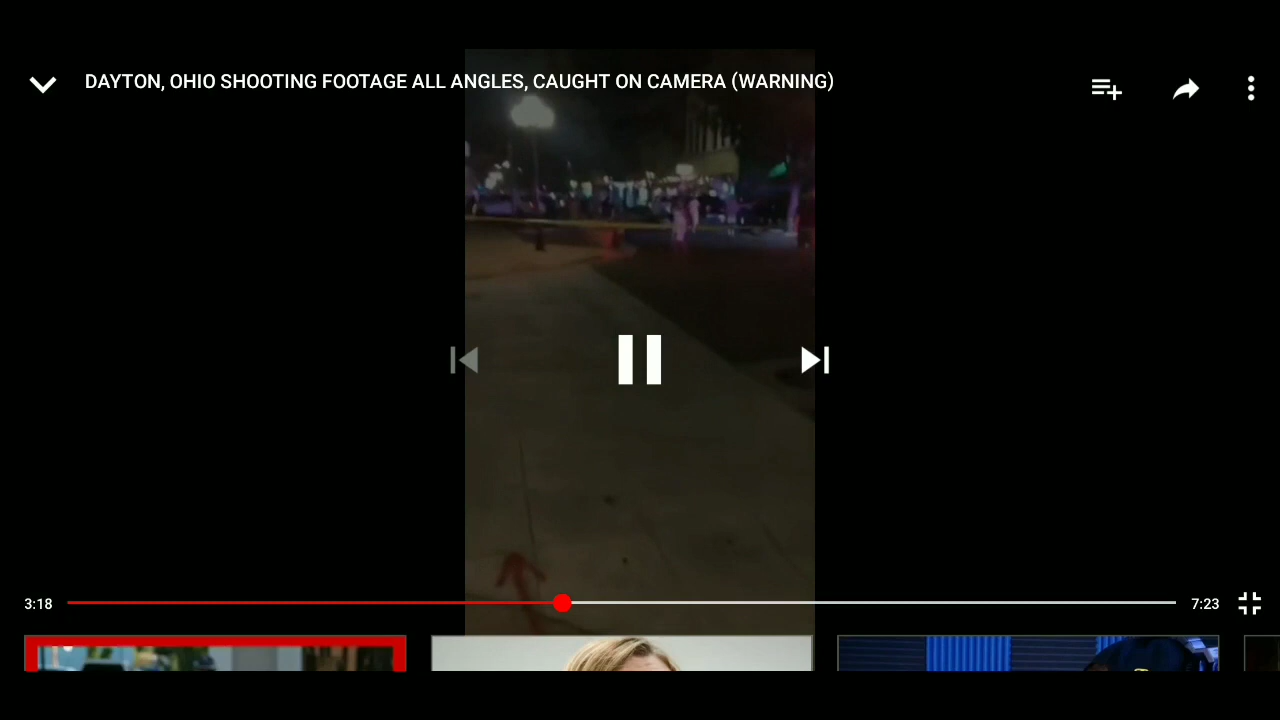 DAYTON, OHIO SHOOTING FOOTAGE ALL ANGLES, CAUGHT ON CAMERA (WARNING)
3:18
7:23